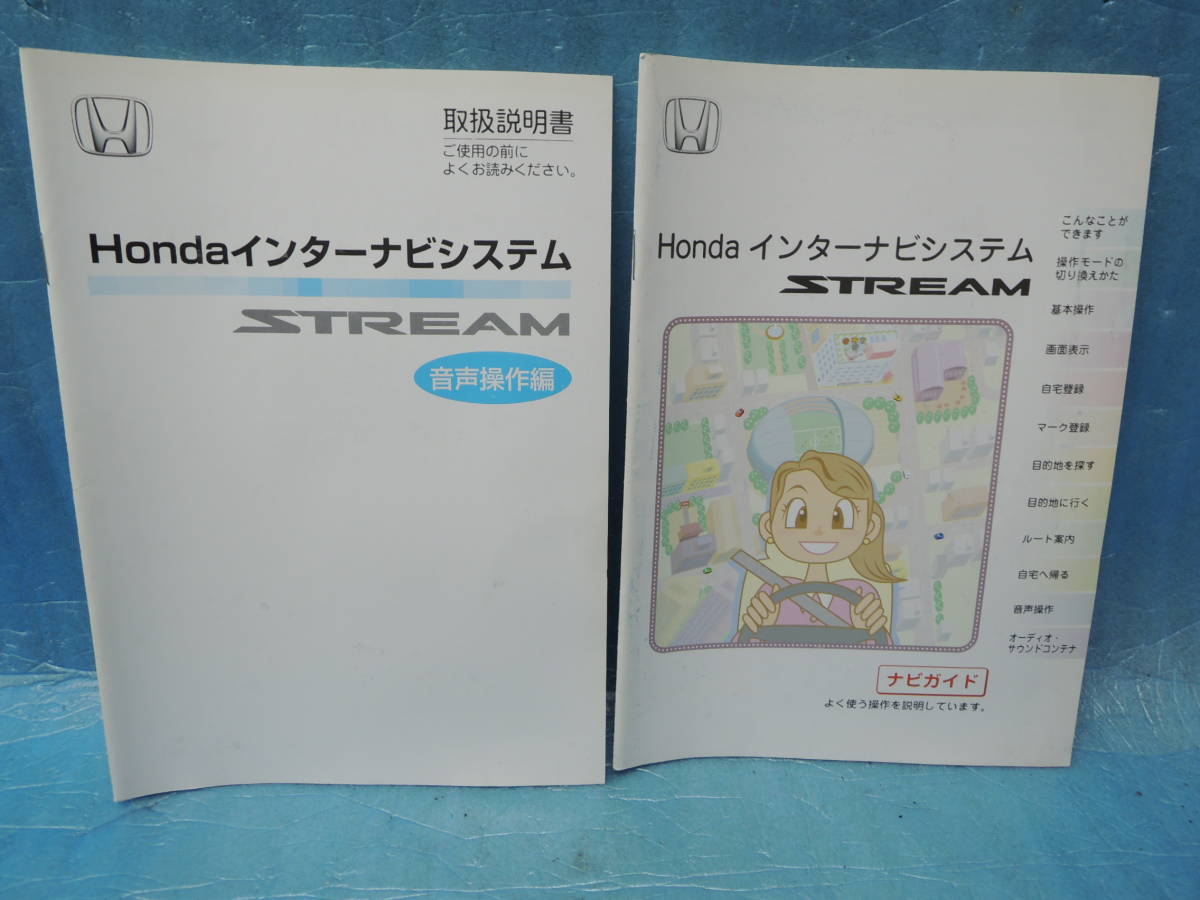 取扱説明書
ご使用の前に
よくお読みください。
Hondaインターナビシステム
STREAM
音声操作編
Honda インターナビシステム
STREAM
こんなことが
できます
操作モードの
切り換えかた
基本操作
画面表示
自宅登録
マーク登録
目的地を探す
目的地に行く
ルート案内
自宅へ帰る
音声操作
オーディオ・
サウンドコンテナ
ナビガイド
よく使う操作を説明しています。